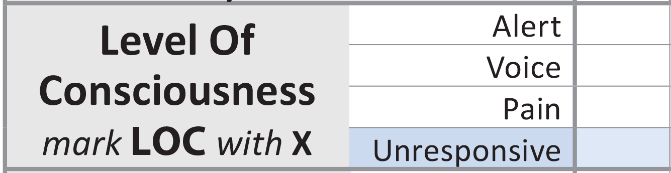 Level Of
Consciousness
mark LOC with X
Alert
Voice
Pain
Unresponsive